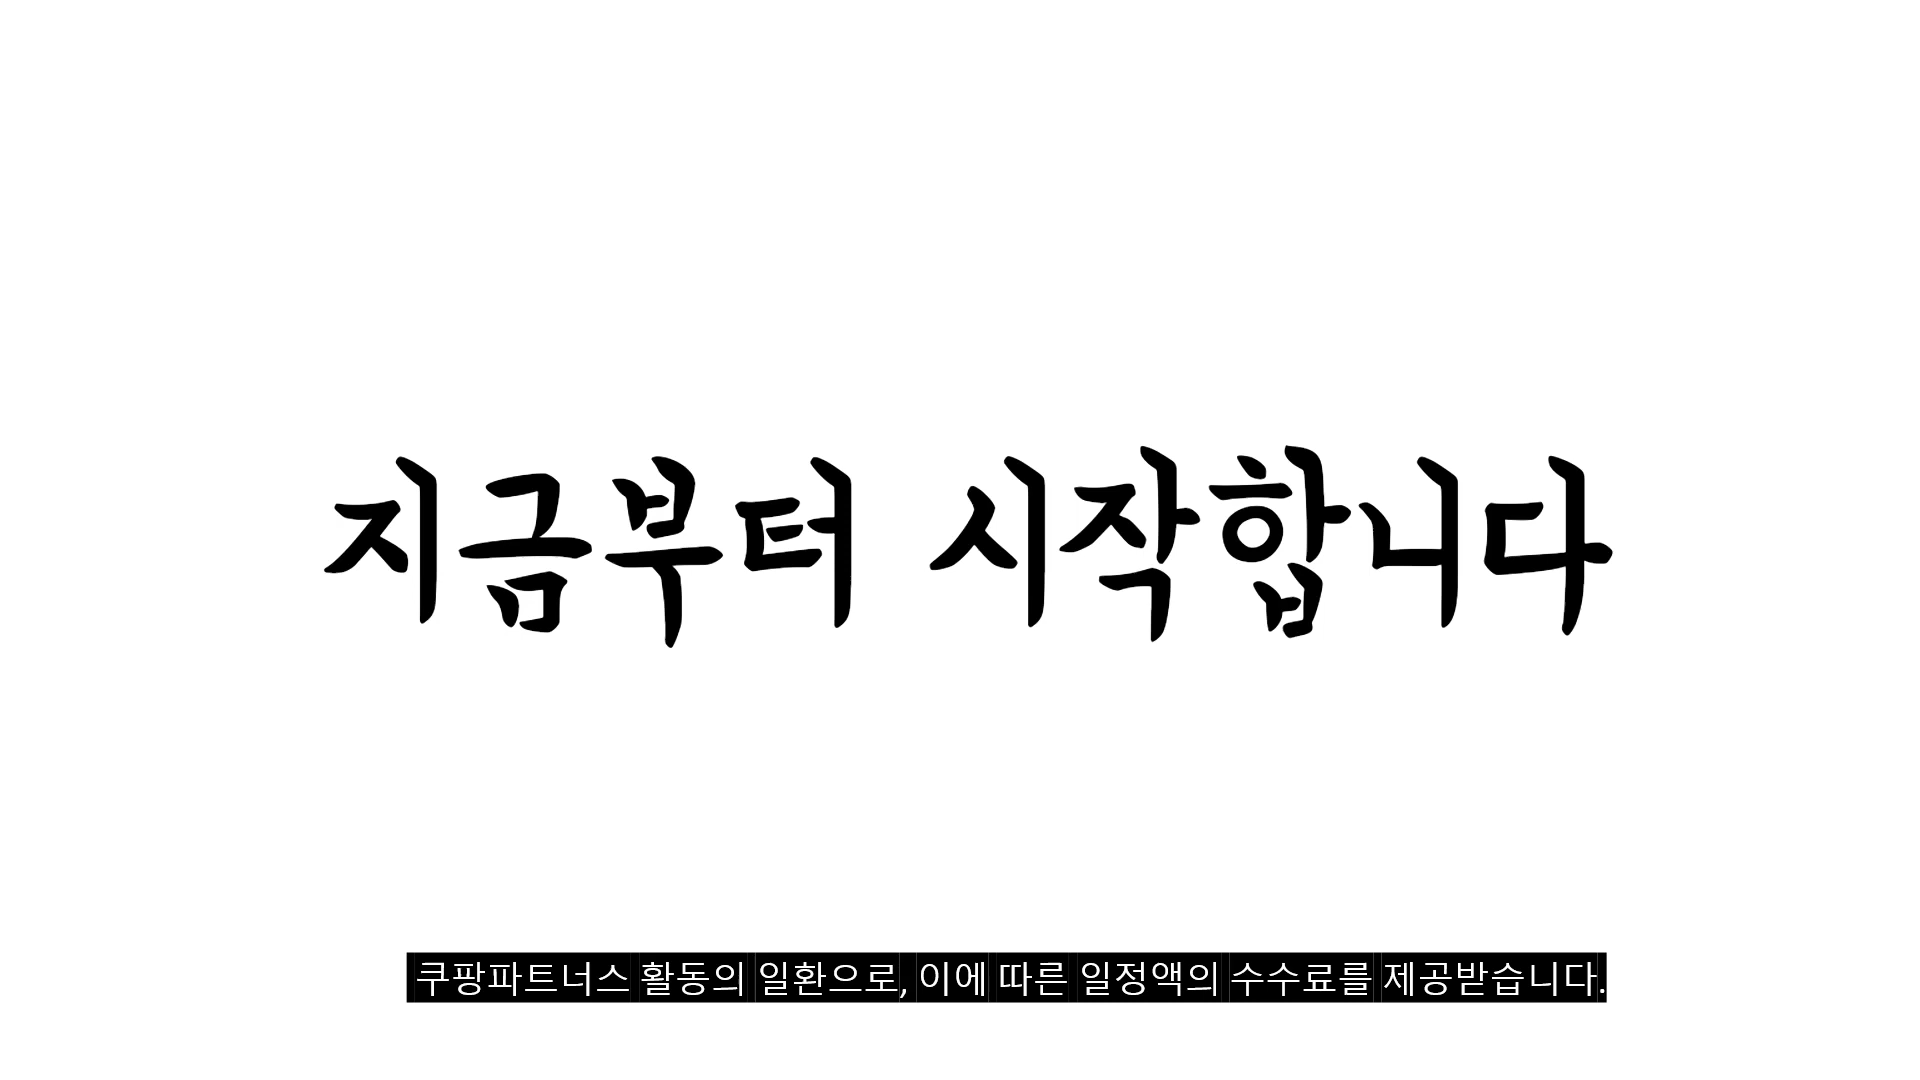 지금부터 시작합니다
쿠팡파트너스 활동의 일환으로, 이에 따른 일정액의 수수료를 제공받습니다.